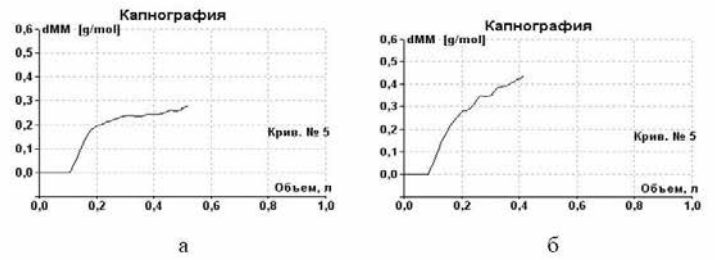 Капнография
dMM [g/mol]
0,6
0,5
0,4
0,3
0,2
0,1
0,0
Крив. № 5
Объем, л
0,0 0,2 0,4 0,6 0,8 1,0
а
Капнография
dMM [g/mol]
0,6
0,5
0,4
0,3
0,2
0,1
0,0
Крив. № 5
Объем, л
0,0 0,2 0,4 0,6 0,8 1,0
б